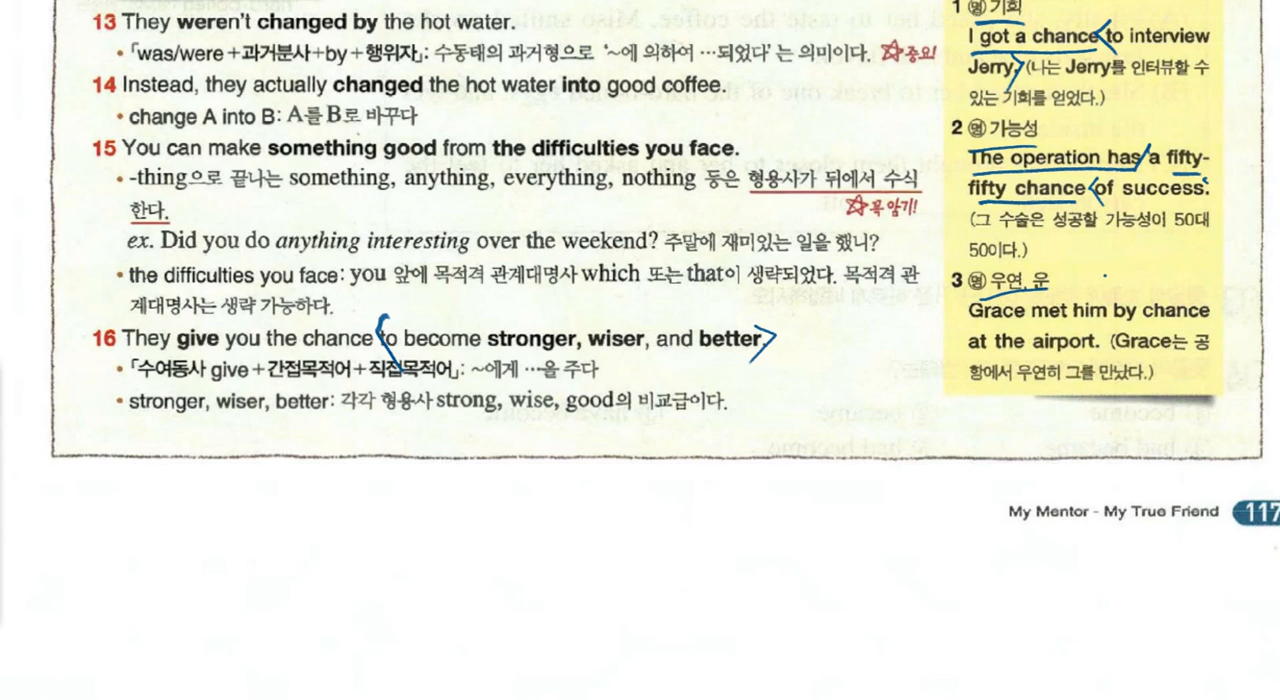 13 They weren't changed by the hot water.
• 「was/were+과거분사+by+행위자」: 수동태의 과거형으로 '~에 의하여 …되었다'는 의미이다. ☆중요!
14 Instead, they actually changed the hot water into good coffee.
• change A into B: A를 B로 바꾸다
15 You can make something good from the difficulties you face.
• -thing으로 끝나는 something, anything, everything, nothing 등은 형용사가 뒤에서 수식
한다.
☆꼭 암기!
ex. Did you do anything interesting over the weekend? 주말에 재미있는 일을 했니?
• the difficulties you face: you 앞에 목적격 관계대명사 which 또는 that이 생략되었다. 목적격 관
계대명사는 생략 가능하다.
16 They give you the chance to become stronger, wiser, and better.
• 「수여동사 give+간접목적어+직접목적어」: ~에게 …을 주다
• stronger, wiser, better: 각각 형용사 strong, wise, good의 비교급이다.
1 명 기회
I got a chance to interview
Jerry. (나는 Jerry를 인터뷰할 수
있는 기회를 얻었다.)
2 명 가능성
The operation has a fifty-
fifty chance of success.
(그 수술은 성공할 가능성이 50대
50이다.)
3 명 우연, 운
Grace met him by chance
at the airport. (Grace는 공
항에서 우연히 그를 만났다.)
My Mentor - My True Friend 117